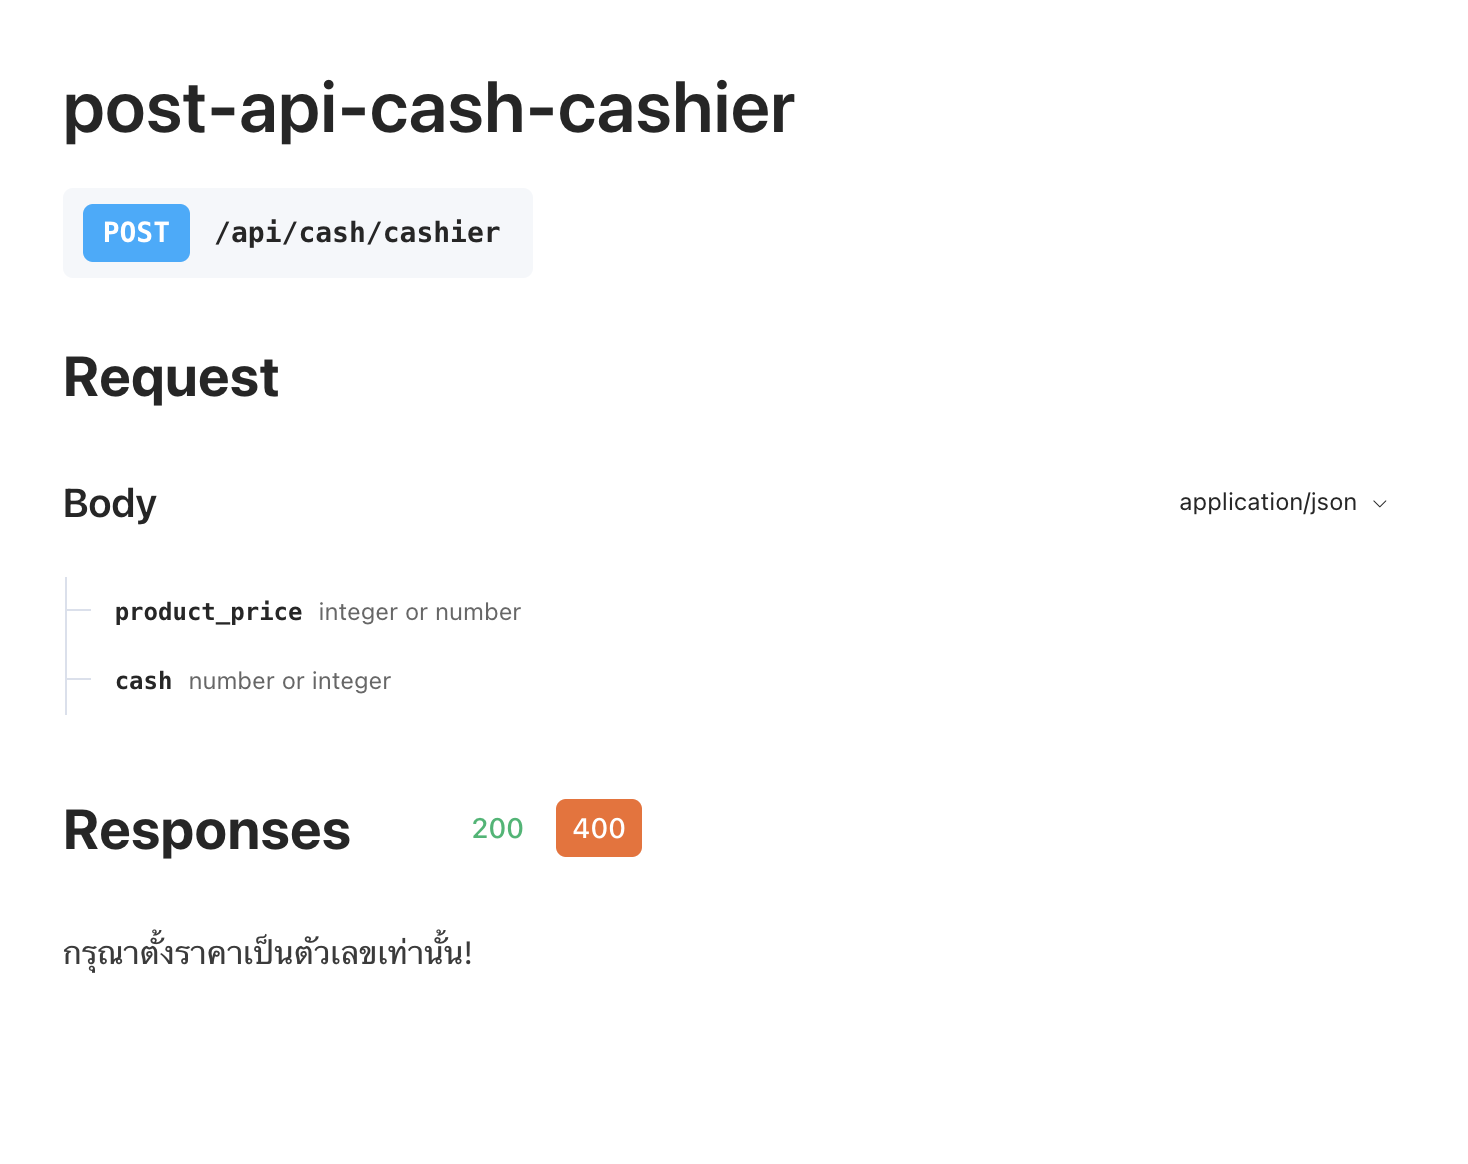 post-api-cash-cashier
POST /api/cash/cashier
Request
Body application/json
product_price integer or number
cash number or integer
Responses 200 400
กรุณาตั้งราคาเป็นตัวเลขเท่านั้น!